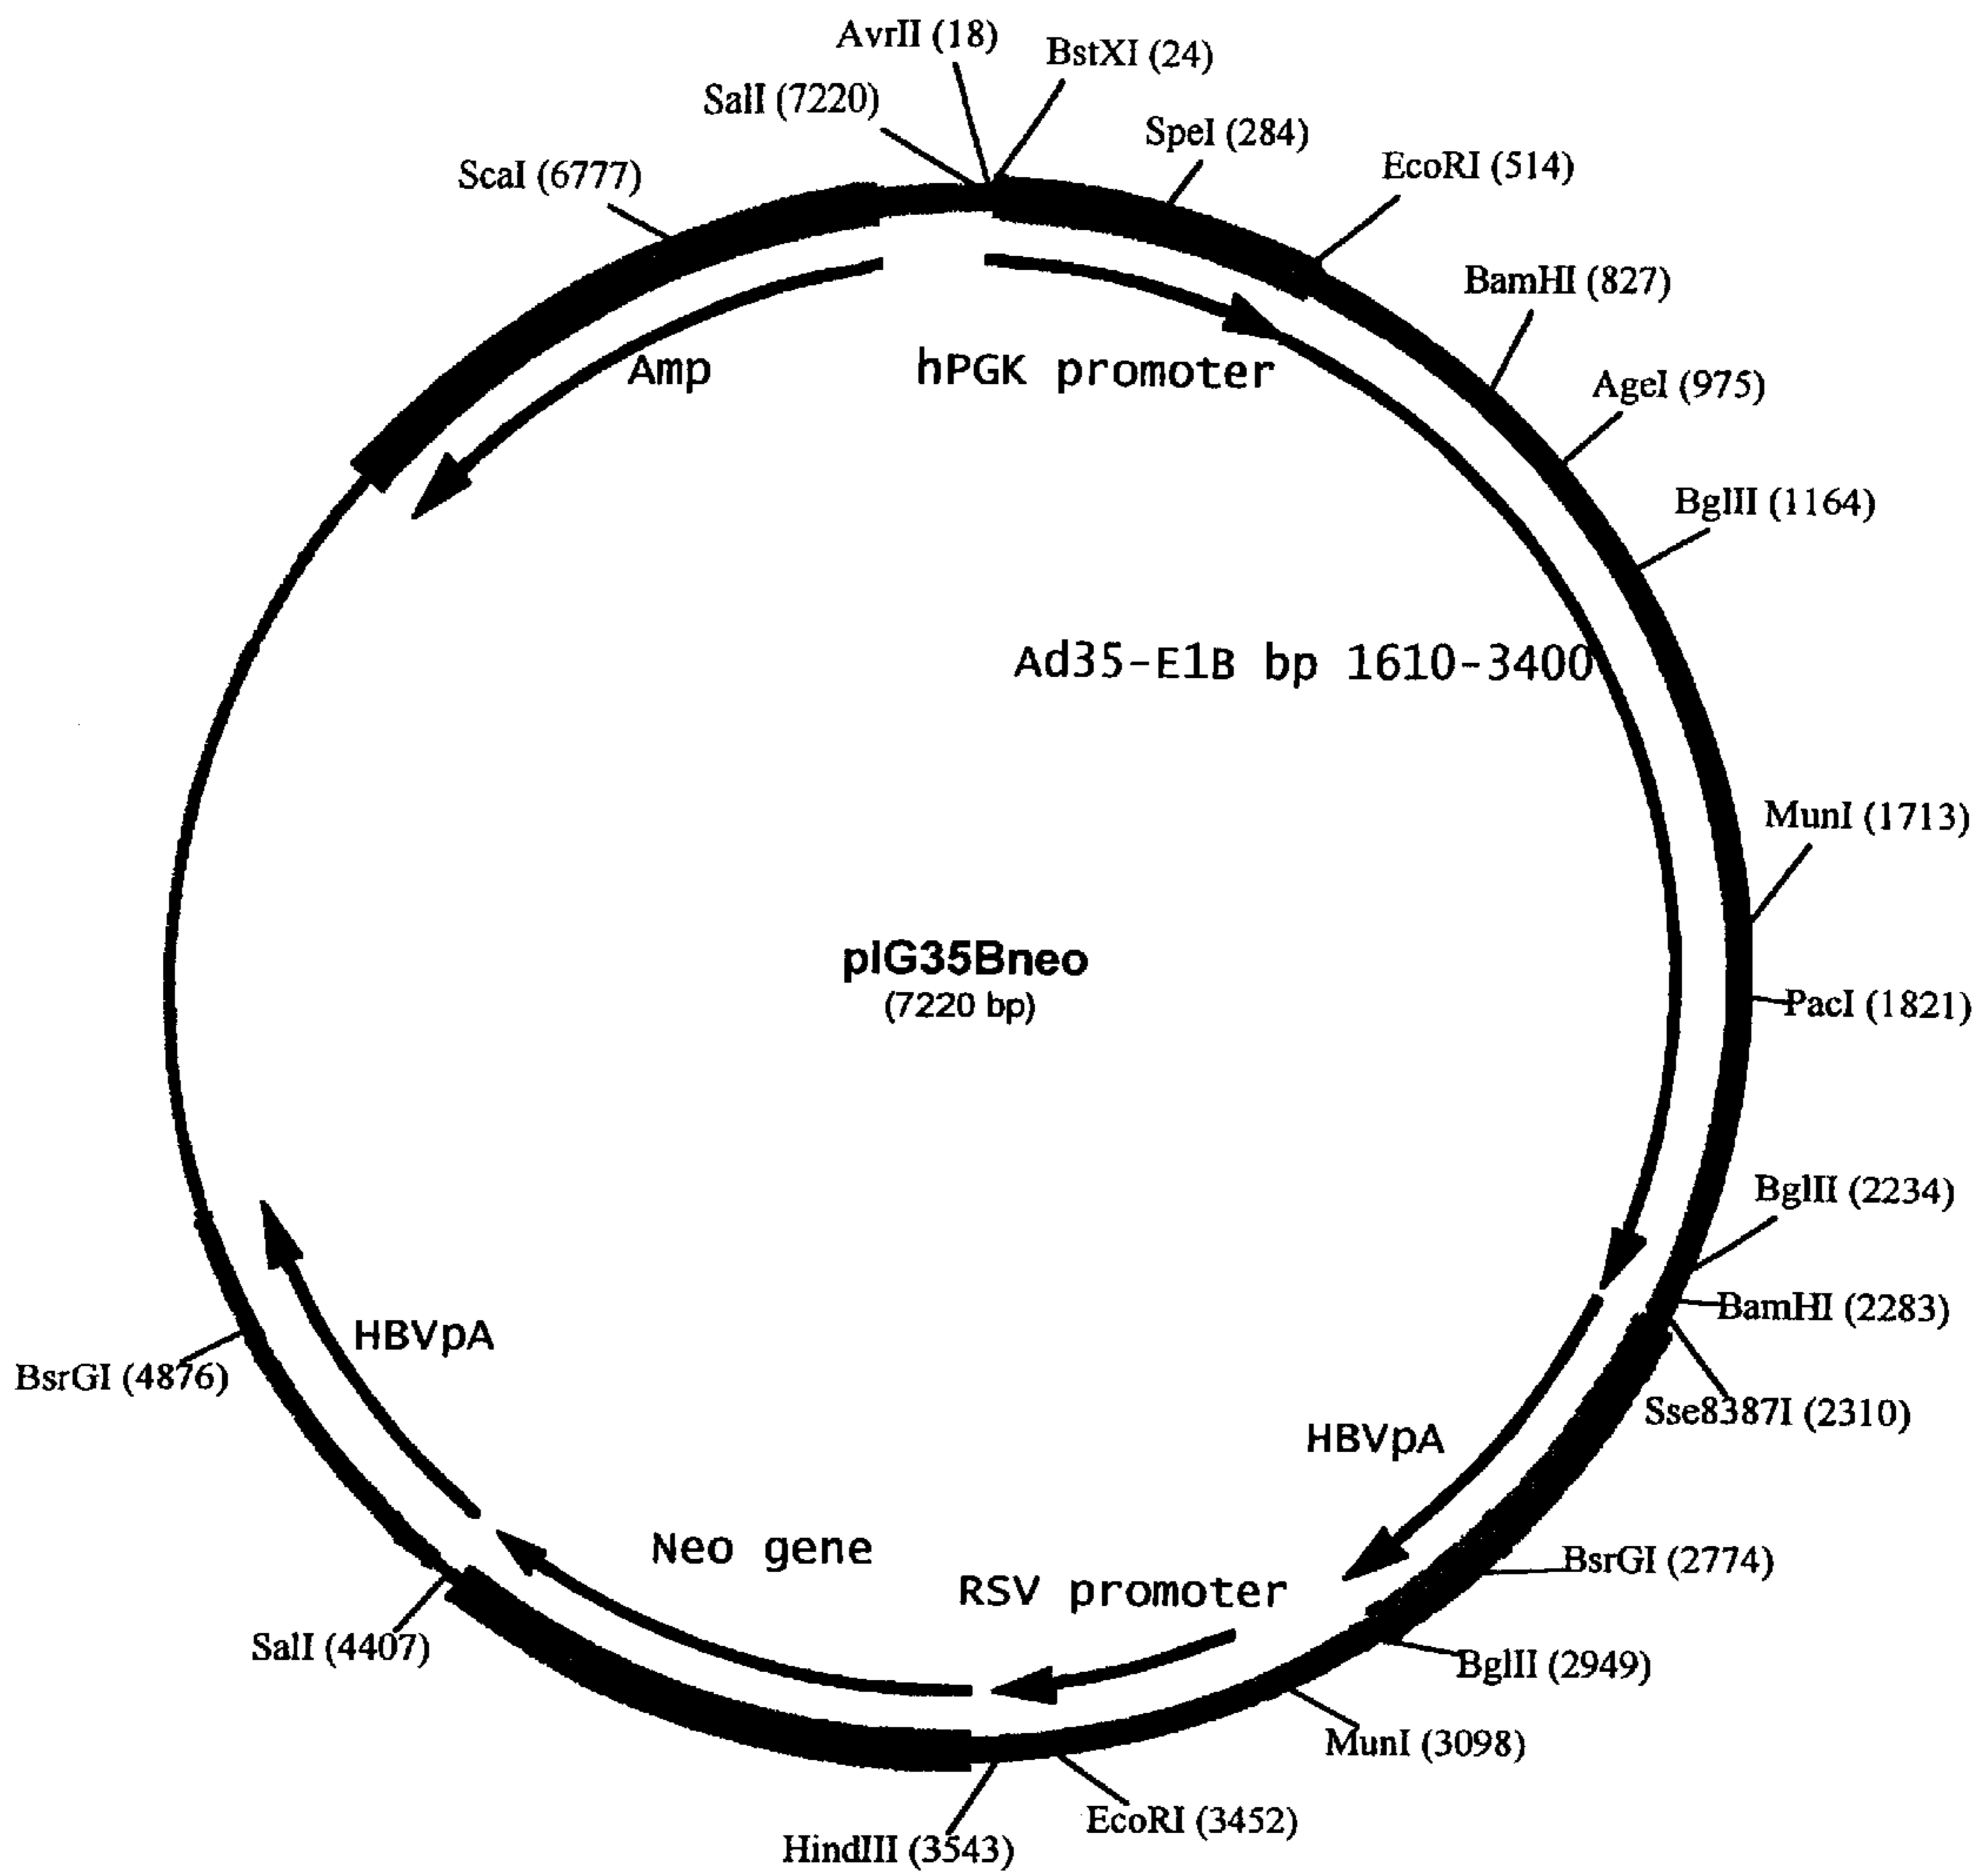 AvrII (18)
BstXI (24)
SalI (7220)
SpeI (284)
EcoRI (514)
ScaI (6777)
BamHI (827)
Amp
hPGK promoter
AgeI (975)
BglII (1164)
Ad35-E1B bp 1610-3400
MunI (1713)
pIG35Bneo
(7220 bp)
PacI (1821)
BglII (2234)
BamHI (2283)
HBVpA
BsrGI (4876)
Sse8387I (2310)
HBVpA
Neo gene
BsrGI (2774)
RSV promoter
SalI (4407)
BglII (2949)
MunI (3098)
EcoRI (3452)
HindIII (3543)